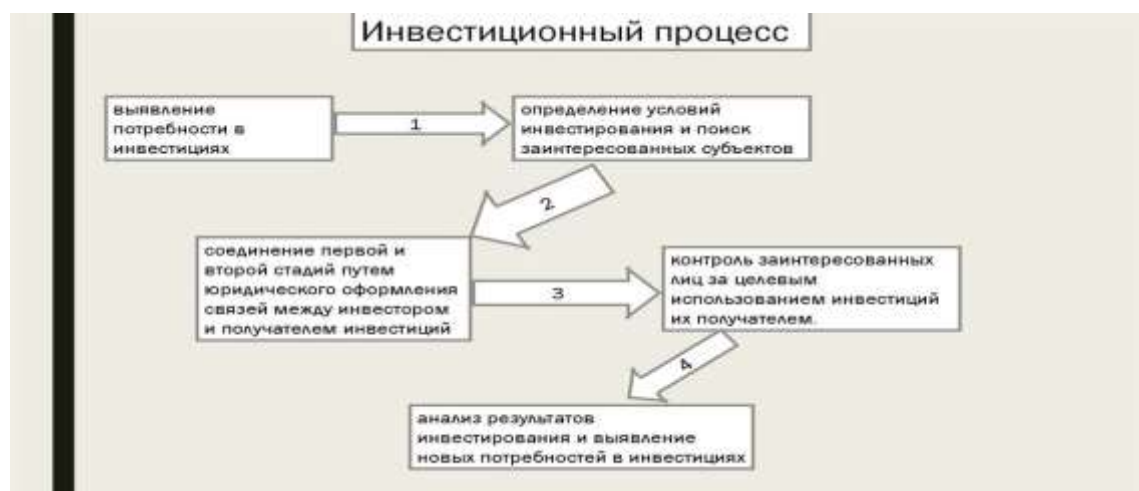 Инвестиционный процесс
выявление
потребности в
инвестициях
1
определение условий
инвестирования и поиск
заинтересованных субъектов
2
соединение первой и
второй стадий путем
юридического оформления
связей между инвестором
и получателем инвестиций
3
контроль заинтересованных
лиц за целевым
использованием инвестиций
их получателем.
4
анализ результатов
инвестирования и выявление
новых потребностей в инвестициях